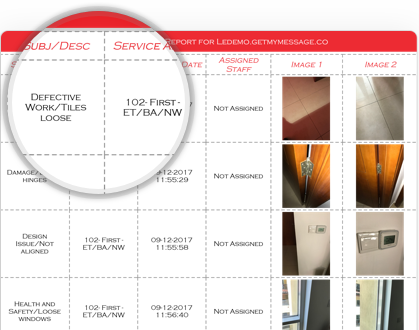 Report for Ledemo.getmymessage.co
Subj/Desc
Service A
Date
Assigned
Staff
Image 1
Image 2
Defective
Work/Tiles
loose
102-First-
ET/BA/NW
Not Assigned
Damage/
hinges
-12-2017
11:55:29
Not Assigned
Design
Issue/Not
aligned
102-First-
ET/BA/NW
09-12-2017
11:55:58
Not Assigned
Health and
Safety/Loose
windows
102-First-
ET/BA/NW
09-12-2017
11:56:40
Not Assigned